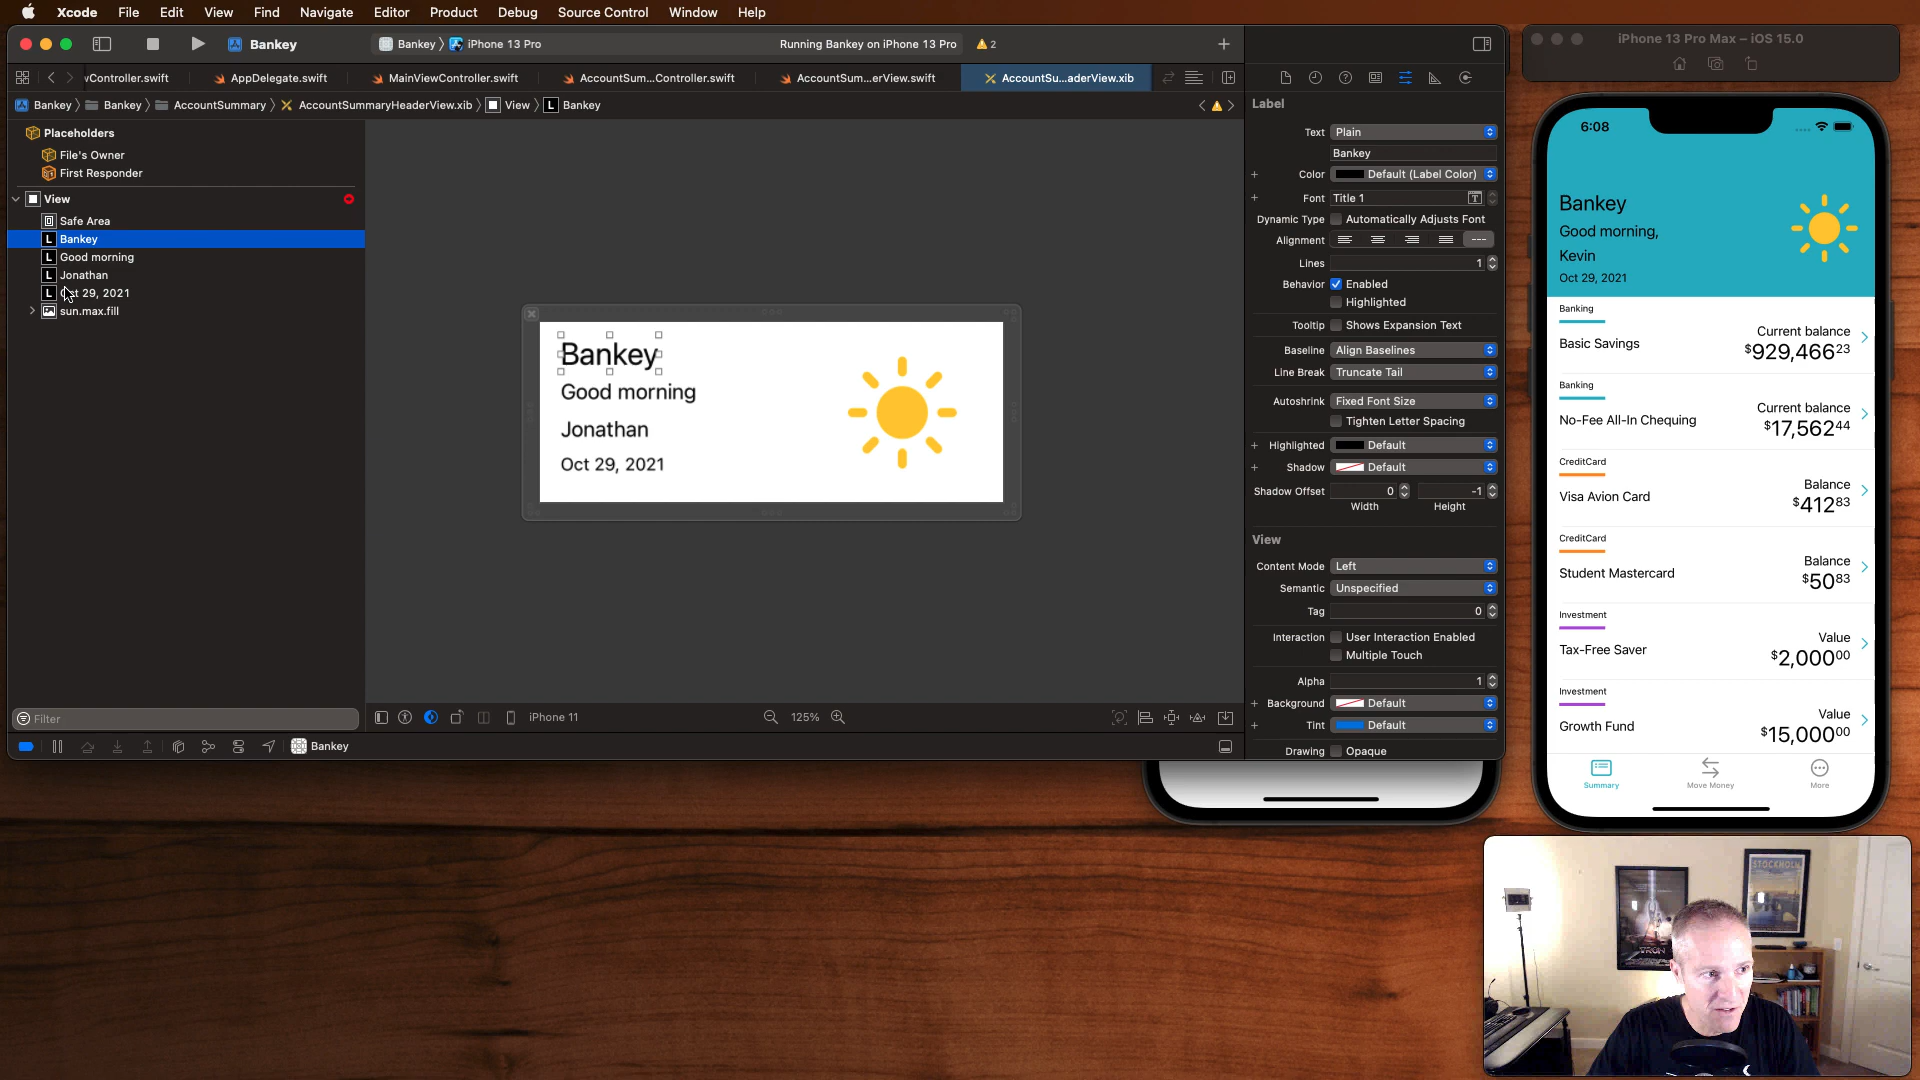 Xcode File Edit View Find Navigate Editor Product Debug Source Control Window Help
Bankey
Bankey iPhone 13 Pro
Running Bankey on iPhone 13 Pro 2
vController.swift AppDelegate.swift MainViewController.swift AccountSum...Controller.swift AccountSum...erView.swift AccountSu...aderView.xib
Bankey Bankey AccountSummary AccountSummaryHeaderView.xib View L Bankey
Placeholders
File's Owner
First Responder
View
Safe Area
L Bankey
L Good morning
L Jonathan
L Oct 29, 2021
sun.max.fill
Filter
Bankey
Good morning
Jonathan
Oct 29, 2021
iPhone 11
125%
Bankey
Label
Text Plain
Bankey
Color Default (Label Color)
Font Title 1 T
Dynamic Type Automatically Adjusts Font
Alignment
Lines 1
Behavior Enabled
Highlighted
Tooltip Shows Expansion Text
Baseline Align Baselines
Line Break Truncate Tail
Autoshrink Fixed Font Size
Tighten Letter Spacing
Highlighted Default
Shadow Default
Shadow Offset 0 -1
Width Height
View
Content Mode Left
Semantic Unspecified
Tag 0
Interaction User Interaction Enabled
Multiple Touch
Alpha 1
Background Default
Tint Default
Drawing Opaque
iPhone 13 Pro Max – iOS 15.0
6:08
Bankey
Good morning,
Kevin
Oct 29, 2021
Banking
Current balance
Basic Savings
$929,46623
Banking
Current balance
No-Fee All-In Chequing
$17,56244
CreditCard
Balance
Visa Avion Card
$41283
CreditCard
Balance
Student Mastercard
$5083
Investment
Value
Tax-Free Saver
$2,00000
Investment
Value
Growth Fund
$15,00000
Summary Move Money More
STOCKHOLM
TRON